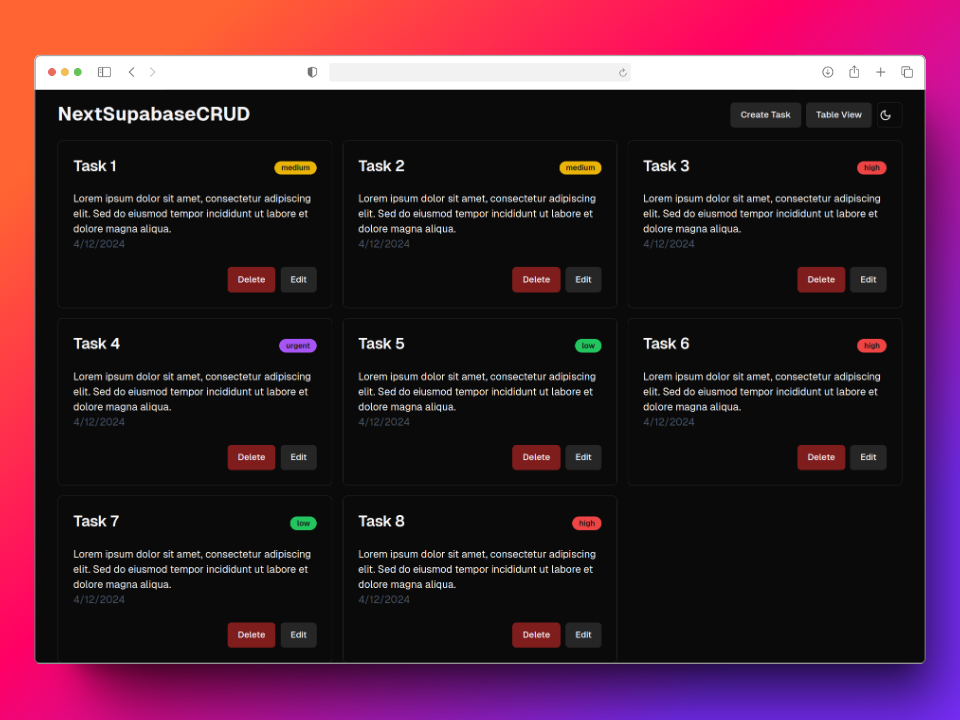 NextSupabaseCRUD
Create Task
Table View
Task 1
medium
Lorem ipsum dolor sit amet, consectetur adipiscing
elit. Sed do eiusmod tempor incididunt ut labore et
dolore magna aliqua.
4/12/2024
Delete
Edit
Task 2
medium
Lorem ipsum dolor sit amet, consectetur adipiscing
elit. Sed do eiusmod tempor incididunt ut labore et
dolore magna aliqua.
4/12/2024
Delete
Edit
Task 3
high
Lorem ipsum dolor sit amet, consectetur adipiscing
elit. Sed do eiusmod tempor incididunt ut labore et
dolore magna aliqua.
4/12/2024
Delete
Edit
Task 4
urgent
Lorem ipsum dolor sit amet, consectetur adipiscing
elit. Sed do eiusmod tempor incididunt ut labore et
dolore magna aliqua.
4/12/2024
Delete
Edit
Task 5
low
Lorem ipsum dolor sit amet, consectetur adipiscing
elit. Sed do eiusmod tempor incididunt ut labore et
dolore magna aliqua.
4/12/2024
Delete
Edit
Task 6
high
Lorem ipsum dolor sit amet, consectetur adipiscing
elit. Sed do eiusmod tempor incididunt ut labore et
dolore magna aliqua.
4/12/2024
Delete
Edit
Task 7
low
Lorem ipsum dolor sit amet, consectetur adipiscing
elit. Sed do eiusmod tempor incididunt ut labore et
dolore magna aliqua.
4/12/2024
Delete
Edit
Task 8
high
Lorem ipsum dolor sit amet, consectetur adipiscing
elit. Sed do eiusmod tempor incididunt ut labore et
dolore magna aliqua.
4/12/2024
Delete
Edit